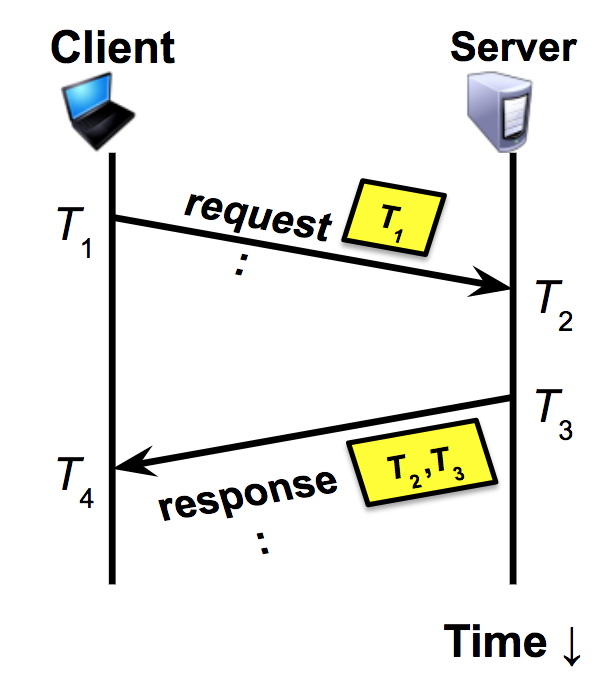 Client
Server
T1
request :
T1
T2
T3
T4
response :
T2,T3
Time ↓